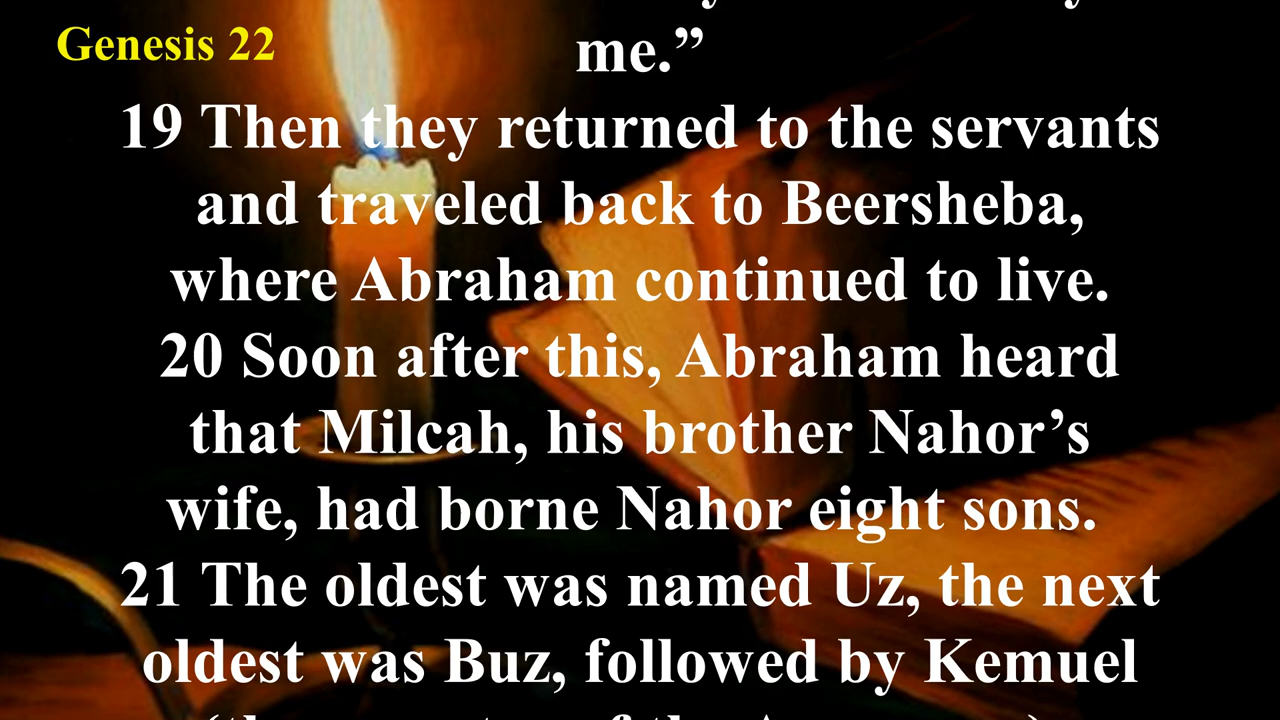 Genesis 22
me.”
19 Then they returned to the servants
and traveled back to Beersheba,
where Abraham continued to live.
20 Soon after this, Abraham heard
that Milcah, his brother Nahor’s
wife, had borne Nahor eight sons.
21 The oldest was named Uz, the next
oldest was Buz, followed by Kemuel